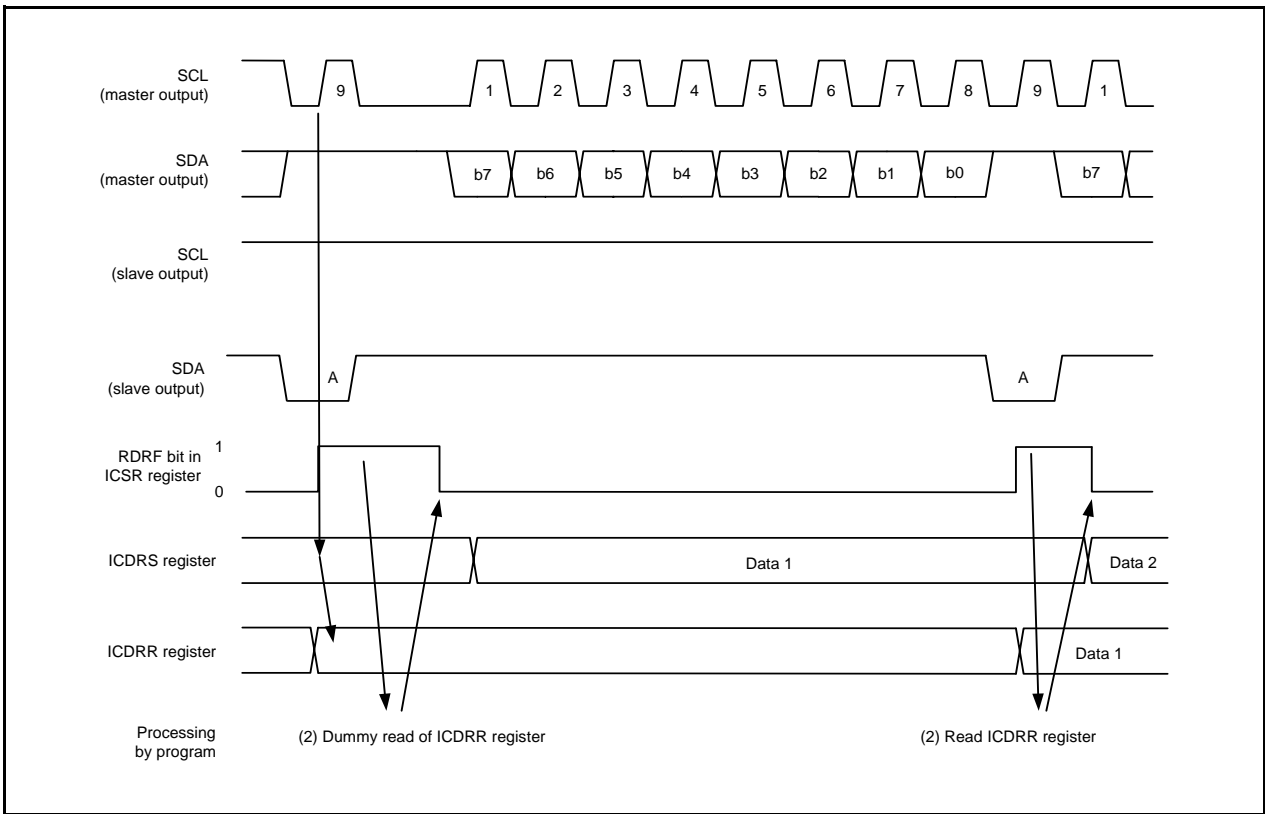 SCL
(master output)
9 1 2 3 4 5 6 7 8 9 1
SDA
(master output)
b7 b6 b5 b4 b3 b2 b1 b0 b7
SCL
(slave output)
SDA
(slave output)
A A
RDRF bit in
ICSR register
1
0
ICDRS register
Data 1 Data 2
ICDRR register
Data 1
Processing
by program
(2) Dummy read of ICDRR register (2) Read ICDRR register